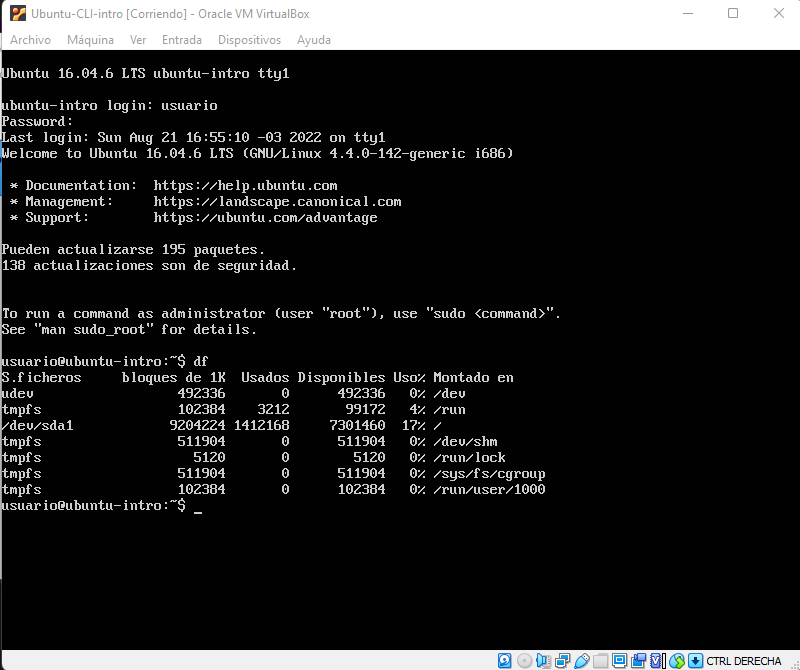 Ubuntu-CLI-intro [Corriendo] - Oracle VM VirtualBox
Archivo Máquina Ver Entrada Dispositivos Ayuda
Ubuntu 16.04.6 LTS ubuntu-intro tty1
ubuntu-intro login: usuario
Password:
Last login: Sun Aug 21 16:55:10 -03 2022 on tty1
Welcome to Ubuntu 16.04.6 LTS (GNU/Linux 4.4.0-142-generic i686)
* Documentation:  https://help.ubuntu.com
* Management:     https://landscape.canonical.com
* Support:        https://ubuntu.com/advantage
Pueden actualizarse 195 paquetes.
138 actualizaciones son de seguridad.
To run a command as administrator (user "root"), use "sudo <command>".
See "man sudo_root" for details.
usuario@ubuntu-intro:~$ df
S.ficheros     bloques de 1K  Usados Disponibles Uso% Montado en
udev                  492336       0      492336   0% /dev
tmpfs                 102384    3212       99172   4% /run
/dev/sda1            9204224 1412168     7301460  17% /
tmpfs                 511904       0      511904   0% /dev/shm
tmpfs                   5120       0        5120   0% /run/lock
tmpfs                 511904       0      511904   0% /sys/fs/cgroup
tmpfs                 102384       0      102384   0% /run/user/1000
usuario@ubuntu-intro:~$ _
CTRL DERECHA